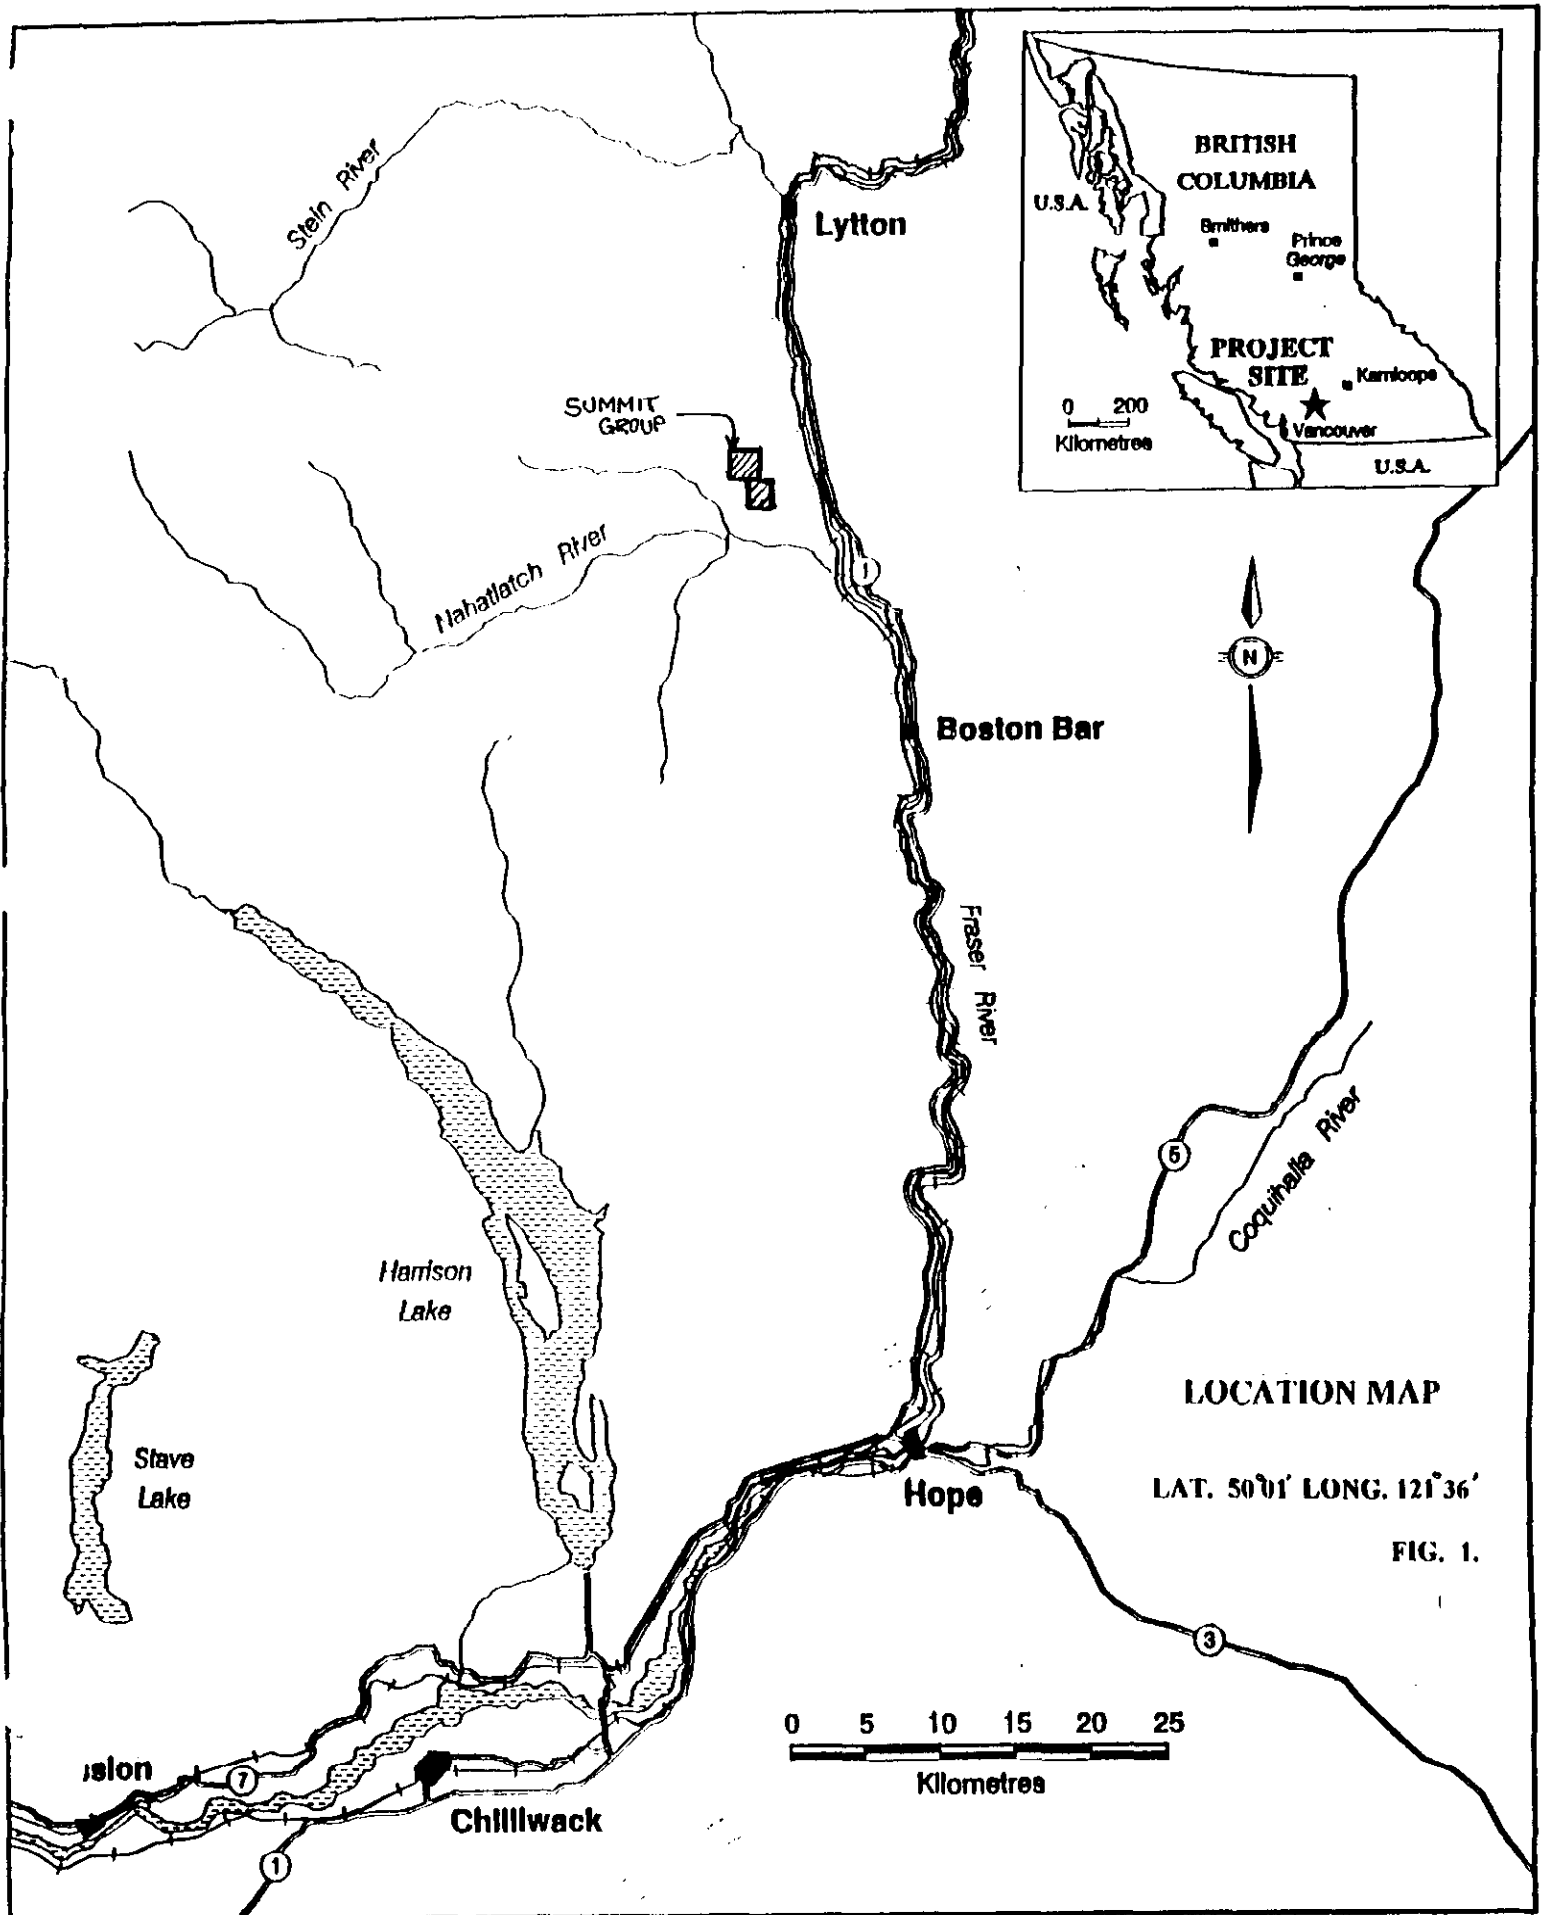 Stein River
Lytton
SUMMIT
GROUP
Nahatlatch River
1
Boston Bar
Fraser River
BRITISH
COLUMBIA
U.S.A.
Smithers
Prince
George
PROJECT
SITE
Kamloops
0 200
Kilometres
Vancouver
U.S.A.
N
5
Coquihalla River
Harrison
Lake
Stave
Lake
Hope
LOCATION MAP
LAT. 50°01' LONG. 121°36'
FIG. 1.
3
0 5 10 15 20 25
Kilometres
ssion
7
Chilliwack
1